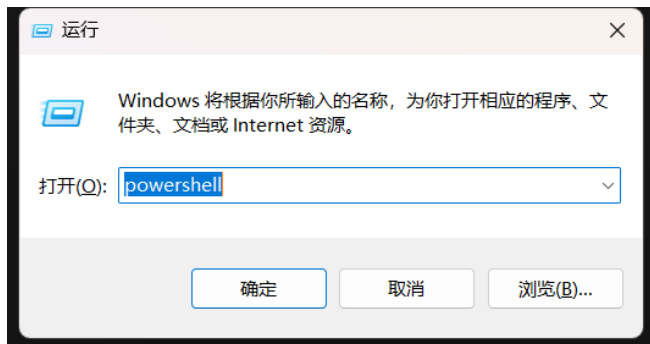 运行
Windows 将根据你所输入的名称，为你打开相应的程序、文
件夹、文档或 Internet 资源。
打开(O): powershell
确定 取消 浏览(B)...